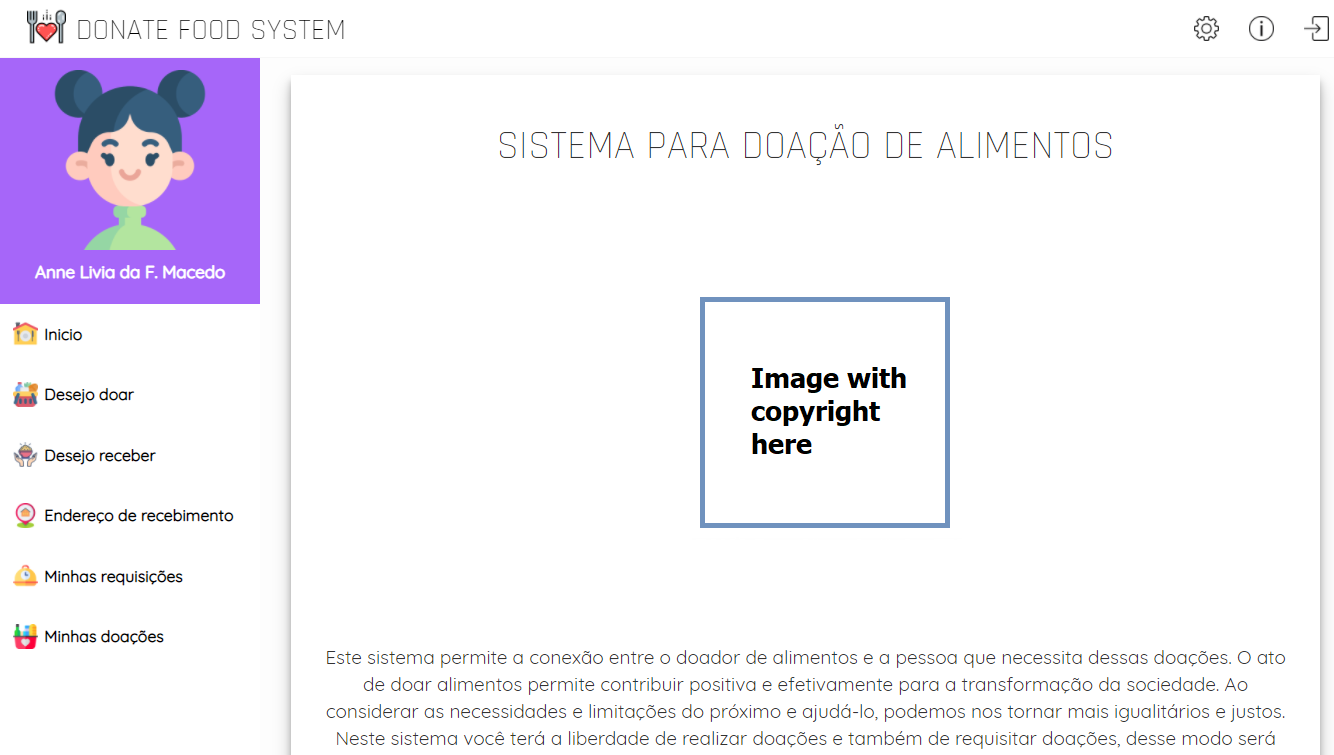 DONATE FOOD SYSTEM
Anne Livia da F. Macedo
Inicio
Desejo doar
Desejo receber
Endereço de recebimento
Minhas requisições
Minhas doações
SISTEMA PARA DOAÇÃO DE ALIMENTOS
Image with
copyright
here
Este sistema permite a conexão entre o doador de alimentos e a pessoa que necessita dessas doações. O ato
de doar alimentos permite contribuir positiva e efetivamente para a transformação da sociedade. Ao
considerar as necessidades e limitações do próximo e ajudá-lo, podemos nos tornar mais igualitários e justos.
Neste sistema você terá a liberdade de realizar doações e também de requisitar doações, desse modo será